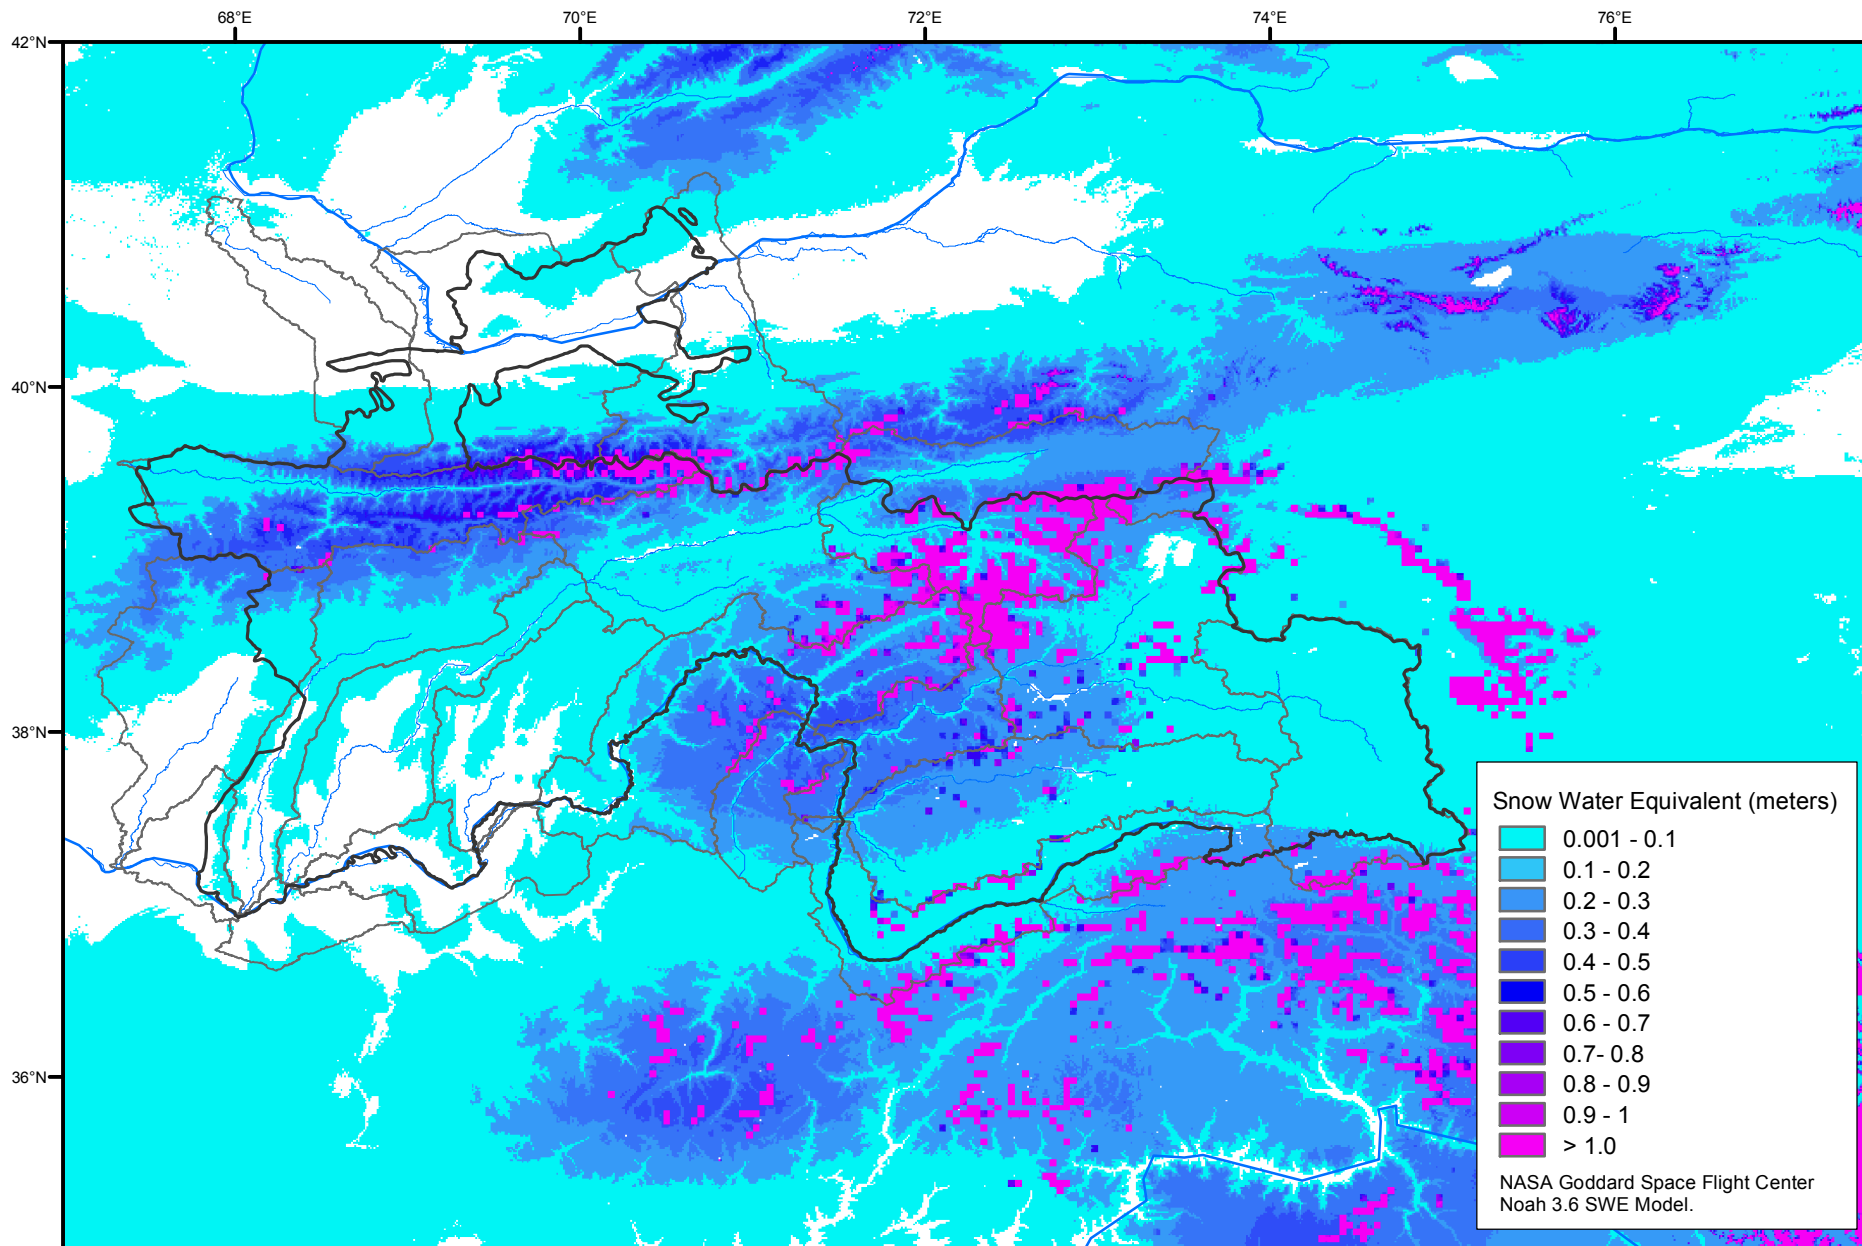 68°E 70°E 72°E 74°E 76°E
42°N
40°N
38°N
36°N
Snow Water Equivalent (meters)
0.001 - 0.1
0.1 - 0.2
0.2 - 0.3
0.3 - 0.4
0.4 - 0.5
0.5 - 0.6
0.6 - 0.7
0.7- 0.8
0.8 - 0.9
0.9 - 1
> 1.0
NASA Goddard Space Flight Center
Noah 3.6 SWE Model.